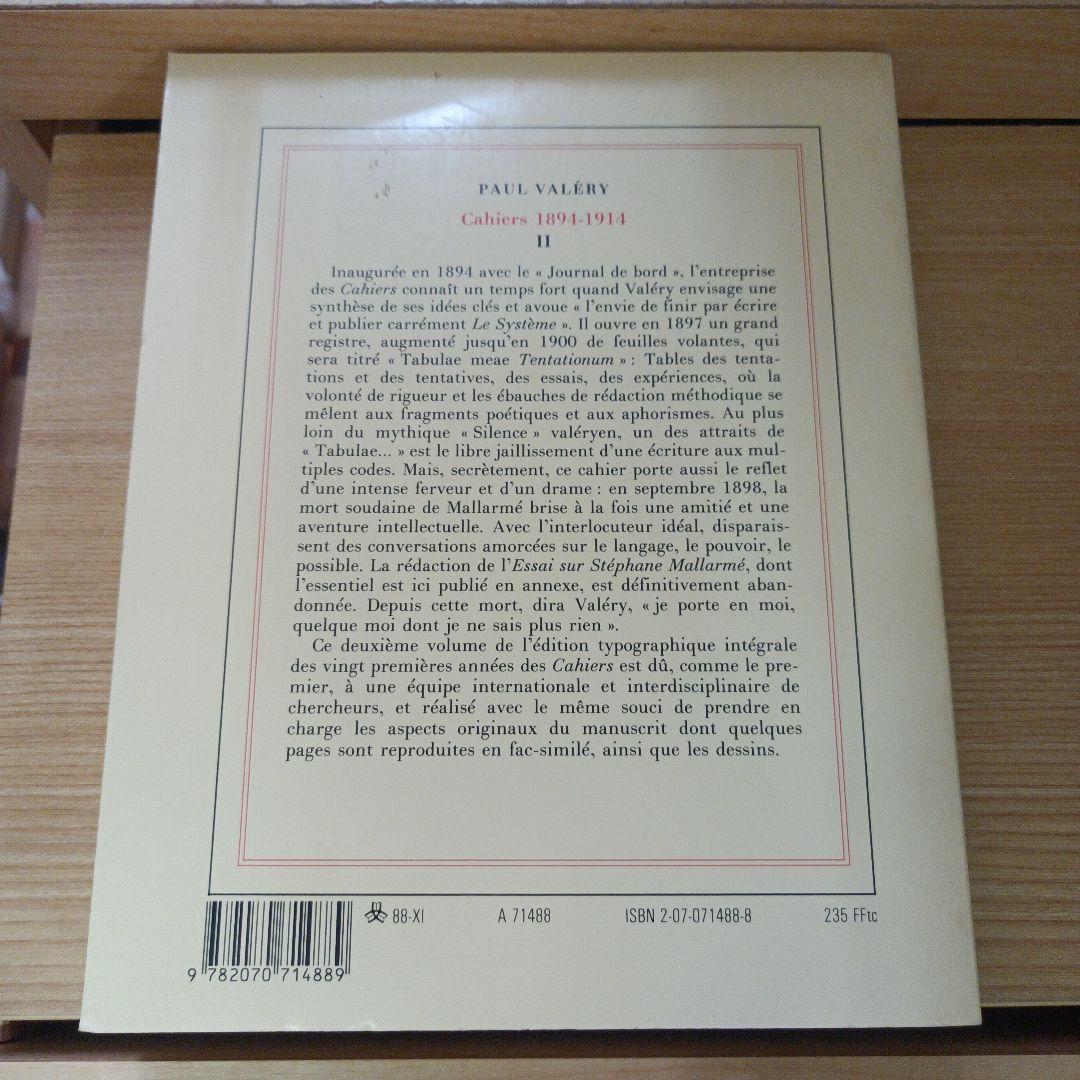 PAUL VALÉRY
Cahiers 1894-1914
II
Inaugurée en 1894 avec le « Journal de bord », l'entreprise
des Cahiers connaît un temps fort quand Valéry envisage une
synthèse de ses idées clés et avoue « l'envie de finir par écrire
et publier carrément Le Système ». Il ouvre en 1897 un grand
registre, augmenté jusqu'en 1900 de feuilles volantes, qui
sera titré « Tabulae meae Tentationum » : Tables des tenta-
tions et des tentatives, des essais, des expériences, où la
volonté de rigueur et les ébauches de rédaction méthodique se
mêlent aux fragments poétiques et aux aphorismes. Au plus
loin du mythique « Silence » valéryen, un des attraits de
« Tabulae... » est le libre jaillissement d'une écriture aux mul-
tiples codes. Mais, secrètement, ce cahier porte aussi le reflet
d'une intense ferveur et d'un drame : en septembre 1898, la
mort soudaine de Mallarmé brise à la fois une amitié et une
aventure intellectuelle. Avec l'interlocuteur idéal, disparais-
sent des conversations amorcées sur le langage, le pouvoir, le
possible. La rédaction de l'Essai sur Stéphane Mallarmé, dont
l'essentiel est ici publié en annexe, est définitivement aban-
donnée. Depuis cette mort, dira Valéry, « je porte en moi,
quelque moi dont je ne sais plus rien ».
Ce deuxième volume de l'édition typographique intégrale
des vingt premières années des Cahiers est dû, comme le pre-
mier, à une équipe internationale et interdisciplinaire de
chercheurs, et réalisé avec le même souci de prendre en
charge les aspects originaux du manuscrit dont quelques
pages sont reproduites en fac-similé, ainsi que les dessins.
88-XI A 71488 ISBN 2-07-071488-8 235 FFtc
9 782070 714889